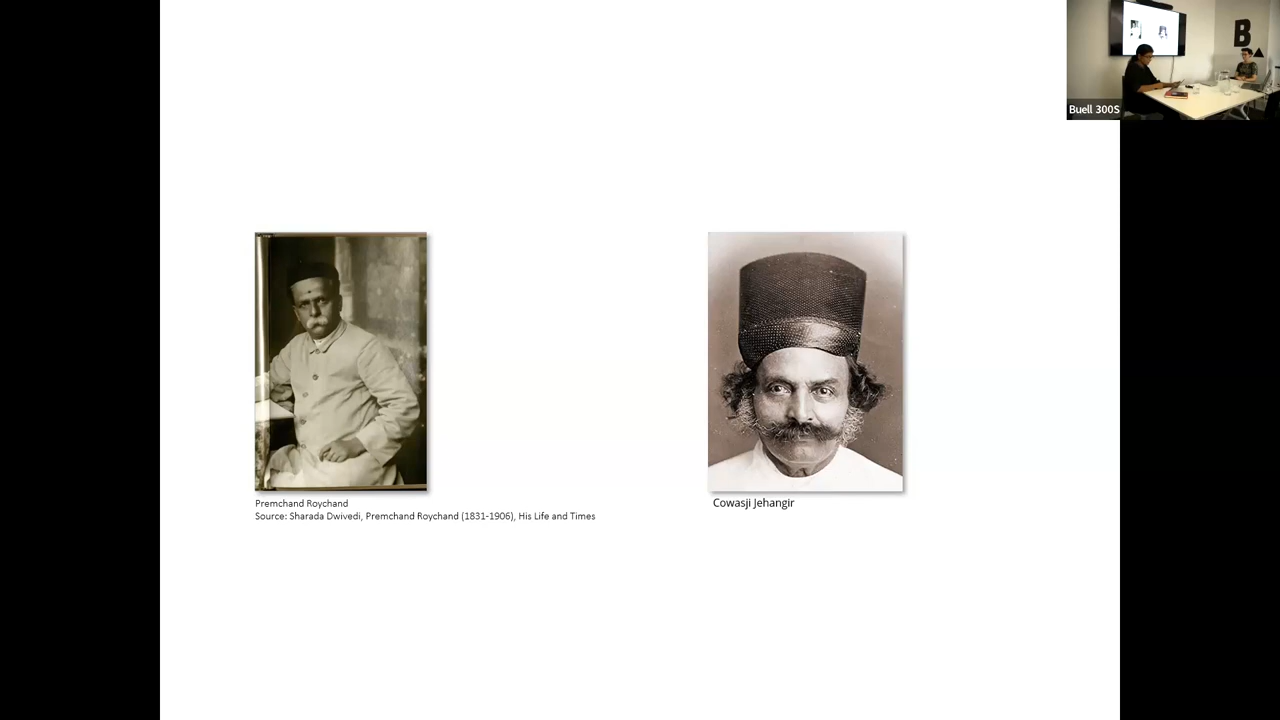 B
Buell 300S
Premchand Roychand
Source: Sharada Dwivedi, Premchand Roychand (1831-1906), His Life and Times
Cowasji Jehangir